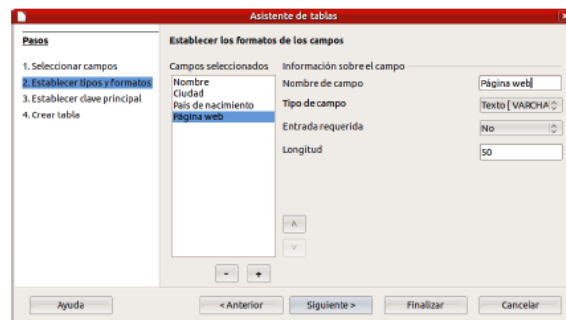 Asistente de tablas
Pasos
1. Seleccionar campos
2. Establecer tipos y formatos
3. Establecer clave principal
4. Crear tabla
Establecer los formatos de los campos
Campos seleccionados
Nombre
Ciudad
País de nacimiento
Página web
- +
Información sobre el campo
Nombre de campo Página web
Tipo de campo Texto [ VARCHA
Entrada requerida No
Longitud 50
Ayuda < Anterior Siguiente > Finalizar Cancelar